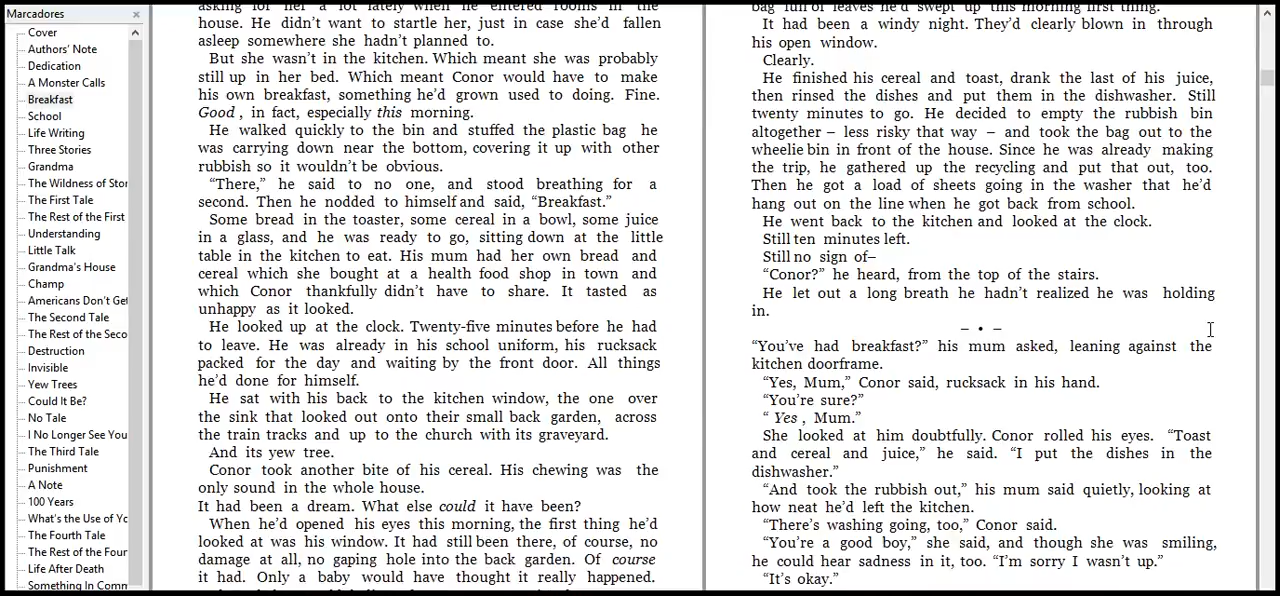 Marcadores
Cover
Authors' Note
Dedication
A Monster Calls
Breakfast
School
Life Writing
Three Stories
Grandma
The Wildness of Stor
The First Tale
The Rest of the First
Understanding
Little Talk
Grandma's House
Champ
Americans Don't Get
The Second Tale
The Rest of the Seco
Destruction
Invisible
Yew Trees
Could It Be?
No Tale
I No Longer See You
The Third Tale
Punishment
A Note
100 Years
What's the Use of Yo
The Fourth Tale
The Rest of the Four
Life After Death
Something In Comm
asking for her a lot lately when he entered rooms in the
house. He didn't want to startle her, just in case she'd fallen
asleep somewhere she hadn't planned to.
But she wasn't in the kitchen. Which meant she was probably
still up in her bed. Which meant Conor would have to make
his own breakfast, something he'd grown used to doing. Fine.
Good , in fact, especially this morning.
He walked quickly to the bin and stuffed the plastic bag he
was carrying down near the bottom, covering it up with other
rubbish so it wouldn't be obvious.
“There,” he said to no one, and stood breathing for a
second. Then he nodded to himself and said, “Breakfast.”
Some bread in the toaster, some cereal in a bowl, some juice
in a glass, and he was ready to go, sitting down at the little
table in the kitchen to eat. His mum had her own bread and
cereal which she bought at a health food shop in town and
which Conor thankfully didn't have to share. It tasted as
unhappy as it looked.
He looked up at the clock. Twenty-five minutes before he had
to leave. He was already in his school uniform, his rucksack
packed for the day and waiting by the front door. All things
he'd done for himself.
He sat with his back to the kitchen window, the one over
the sink that looked out onto their small back garden, across
the train tracks and up to the church with its graveyard.
And its yew tree.
Conor took another bite of his cereal. His chewing was the
only sound in the whole house.
It had been a dream. What else could it have been?
When he'd opened his eyes this morning, the first thing he'd
looked at was his window. It had still been there, of course, no
damage at all, no gaping hole into the back garden. Of course
it had. Only a baby would have thought it really happened.
bag full of leaves he'd swept up this morning first thing.
It had been a windy night. They'd clearly blown in through
his open window.
Clearly.
He finished his cereal and toast, drank the last of his juice,
then rinsed the dishes and put them in the dishwasher. Still
twenty minutes to go. He decided to empty the rubbish bin
altogether – less risky that way – and took the bag out to the
wheelie bin in front of the house. Since he was already making
the trip, he gathered up the recycling and put that out, too.
Then he got a load of sheets going in the washer that he'd
hang out on the line when he got back from school.
He went back to the kitchen and looked at the clock.
Still ten minutes left.
Still no sign of–
“Conor?” he heard, from the top of the stairs.
He let out a long breath he hadn't realized he was holding
in.
– • –
“You've had breakfast?” his mum asked, leaning against the
kitchen doorframe.
“Yes, Mum,” Conor said, rucksack in his hand.
“You're sure?”
“ Yes , Mum.”
She looked at him doubtfully. Conor rolled his eyes. “Toast
and cereal and juice,” he said. “I put the dishes in the
dishwasher.”
“And took the rubbish out,” his mum said quietly, looking at
how neat he'd left the kitchen.
“There's washing going, too,” Conor said.
“You're a good boy,” she said, and though she was smiling,
he could hear sadness in it, too. “I'm sorry I wasn't up.”
“It's okay.”